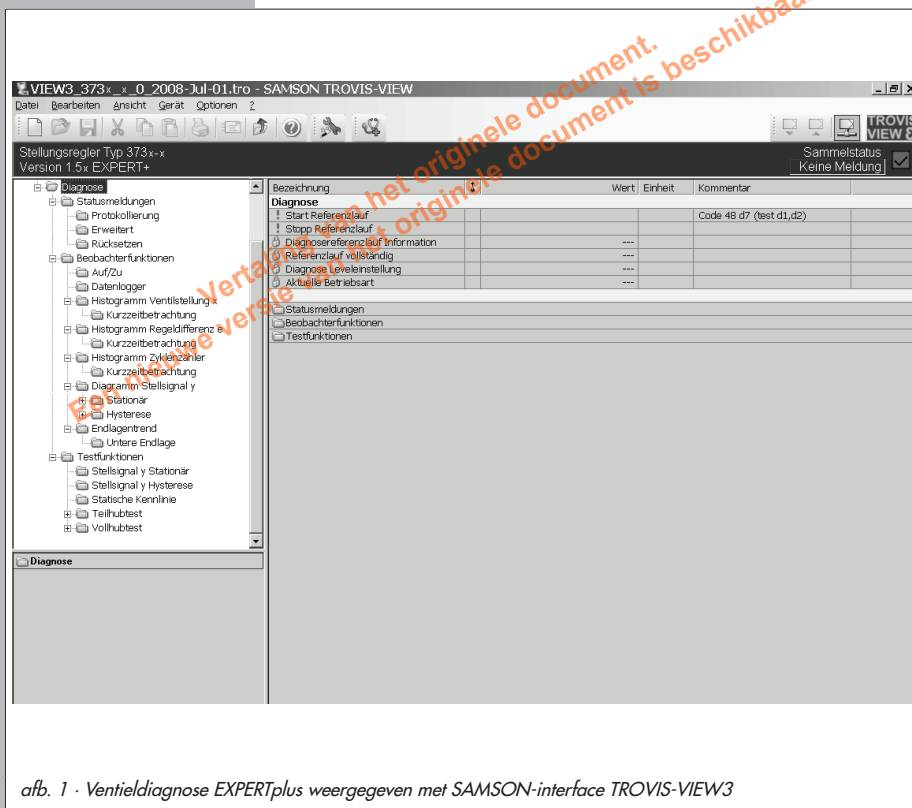 VIEW3_373x_x_0_2008-Jul-01.tro - SAMSON TROVIS-VIEW
Datei Bearbeiten Ansicht Gerät Optionen ?
TROVIS
VIEW
Stellungsregler Typ 373x-x
Version 1.5x EXPERT+
Sammelstatus
Keine Meldung
Diagnose
Statusmeldungen
Protokollierung
Erweitert
Rücksetzen
Beobachterfunktionen
Auf/Zu
Datenlogger
Histogramm Ventilstellung x
Kurzzeitbetrachtung
Histogramm Regeldifferenz e
Kurzzeitbetrachtung
Histogramm Zyklenzähler
Kurzzeitbetrachtung
Diagramm Stellsignal y
Stationär
Hysterese
Endlagentrend
Untere Endlage
Testfunktionen
Stellsignal y Stationär
Stellsignal y Hysterese
Statische Kennlinie
Teilhubtest
Vollhubtest
Diagnose
Bezeichnung Wert Einheit Kommentar
Diagnose
! Start Referenzlauf Code 48 d7 (test d1,d2)
! Stopp Referenzlauf
Diagnosereferenzlauf Information ---
Referenzlauf vollständig ---
Diagnose Leveleinstellung ---
Aktuelle Betriebsart ---
Statusmeldungen
Beobachterfunktionen
Testfunktionen
Vertaling van het originele document.
Een nieuwe versie van het originele document is beschikbaar
afb. 1 · Ventieldiagnose EXPERTplus weergegeven met SAMSON-interface TROVIS-VIEW3